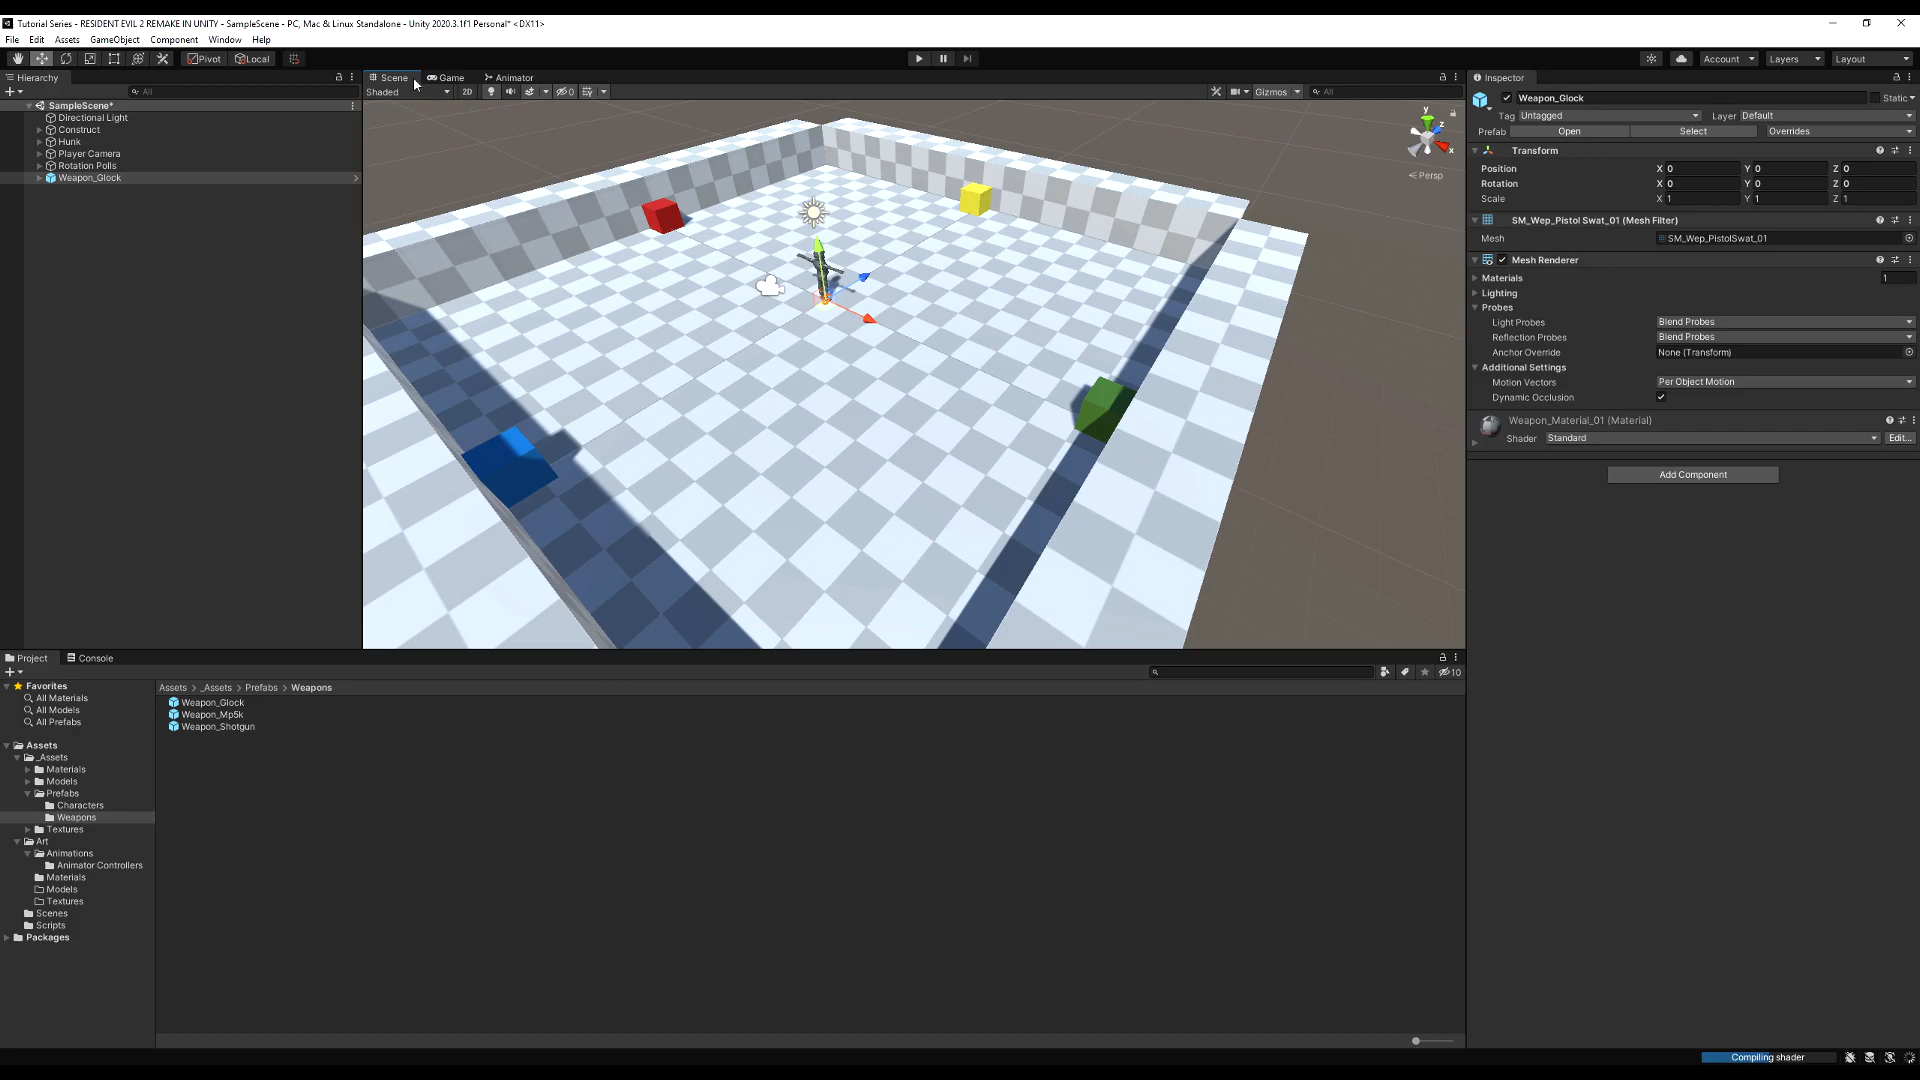 Tutorial Series - RESIDENT EVIL 2 REMAKE IN UNITY - SampleScene - PC, Mac & Linux Standalone - Unity 2020.3.1f1 Personal* <DX11>
File Edit Assets GameObject Component Window Help
Pivot Local Account Layers Layout
Hierarchy
All
SampleScene*
Directional Light
Construct
Hunk
Player Camera
Rotation Polls
Weapon_Glock
Scene Game Animator
Shaded 2D 0 Gizmos All
y
z
x
< Persp
Inspector
Weapon_Glock Static
Tag Untagged Layer Default
Prefab Open Select Overrides
Transform
Position X 0 Y 0 Z 0
Rotation X 0 Y 0 Z 0
Scale X 1 Y 1 Z 1
SM_Wep_Pistol Swat_01 (Mesh Filter)
Mesh SM_Wep_PistolSwat_01
Mesh Renderer
Materials 1
Lighting
Probes
Light Probes Blend Probes
Reflection Probes Blend Probes
Anchor Override None (Transform)
Additional Settings
Motion Vectors Per Object Motion
Dynamic Occlusion
Weapon_Material_01 (Material)
Shader Standard Edit...
Add Component
Project Console
10
Favorites
All Materials
All Models
All Prefabs
Assets
_Assets
Materials
Models
Prefabs
Characters
Weapons
Textures
Art
Animations
Animator Controllers
Materials
Models
Textures
Scenes
Scripts
Packages
Assets > _Assets > Prefabs > Weapons
Weapon_Glock
Weapon_Mp5k
Weapon_Shotgun
Compiling shader